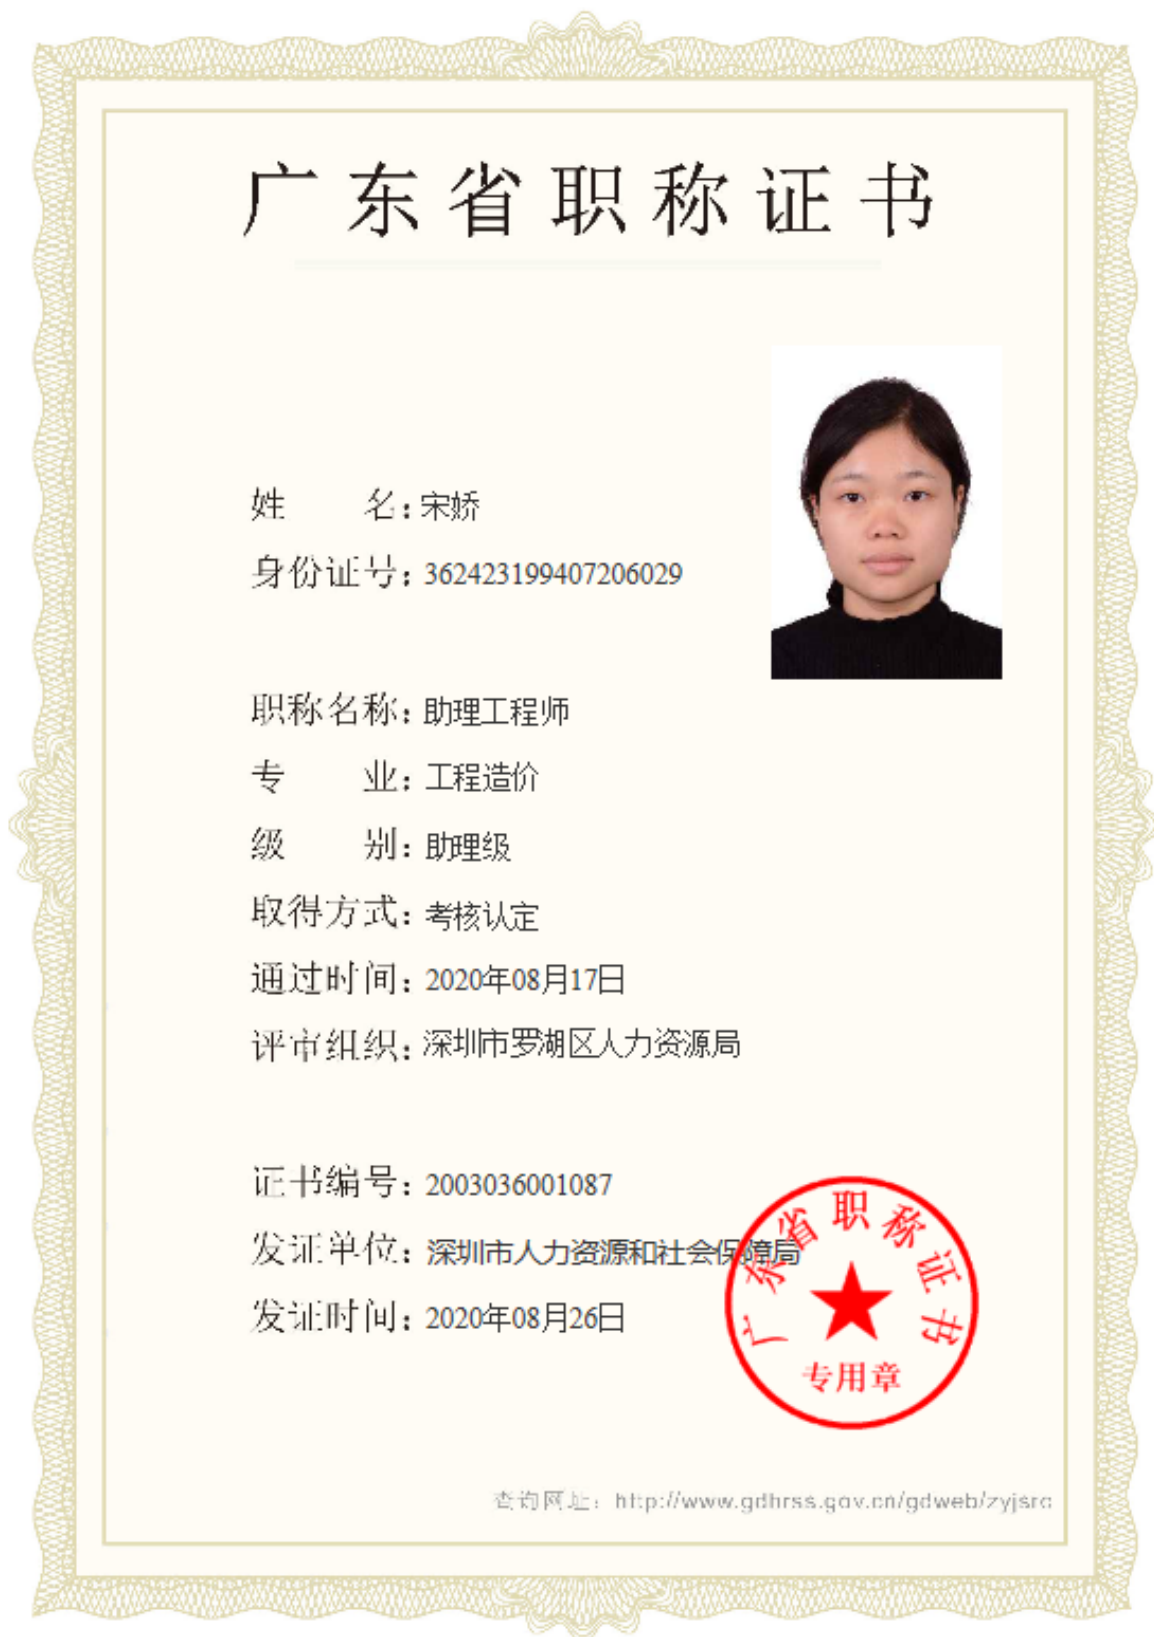 广东省职称证书
姓 名：宋娇
身份证号：362423199407206029
职称名称：助理工程师
专 业：工程造价
级 别：助理级
取得方式：考核认定
通过时间：2020年08月17日
评审组织：深圳市罗湖区人力资源局
证书编号：2003036001087
发证单位：深圳市人力资源和社会保障局
发证时间：2020年08月26日
广东省职称证书
专用章
查询网址：http://www.gdhrss.gov.cn/gdweb/zyjsrc